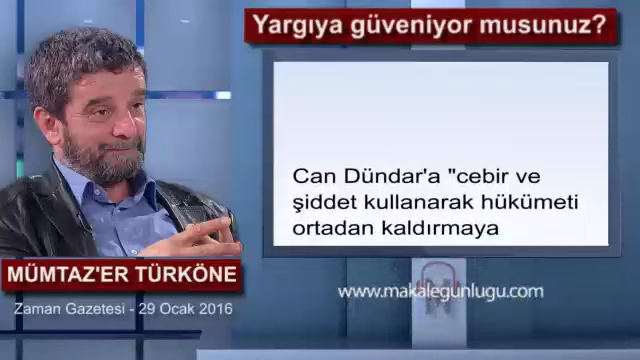 Yargıya güveniyor musunuz?
Can Dündar'a "cebir ve
şiddet kullanarak hükümeti
ortadan kaldırmaya
MÜMTAZ'ER TÜRKÖNE
Zaman Gazetesi - 29 Ocak 2016
www.makalegunlugu.com